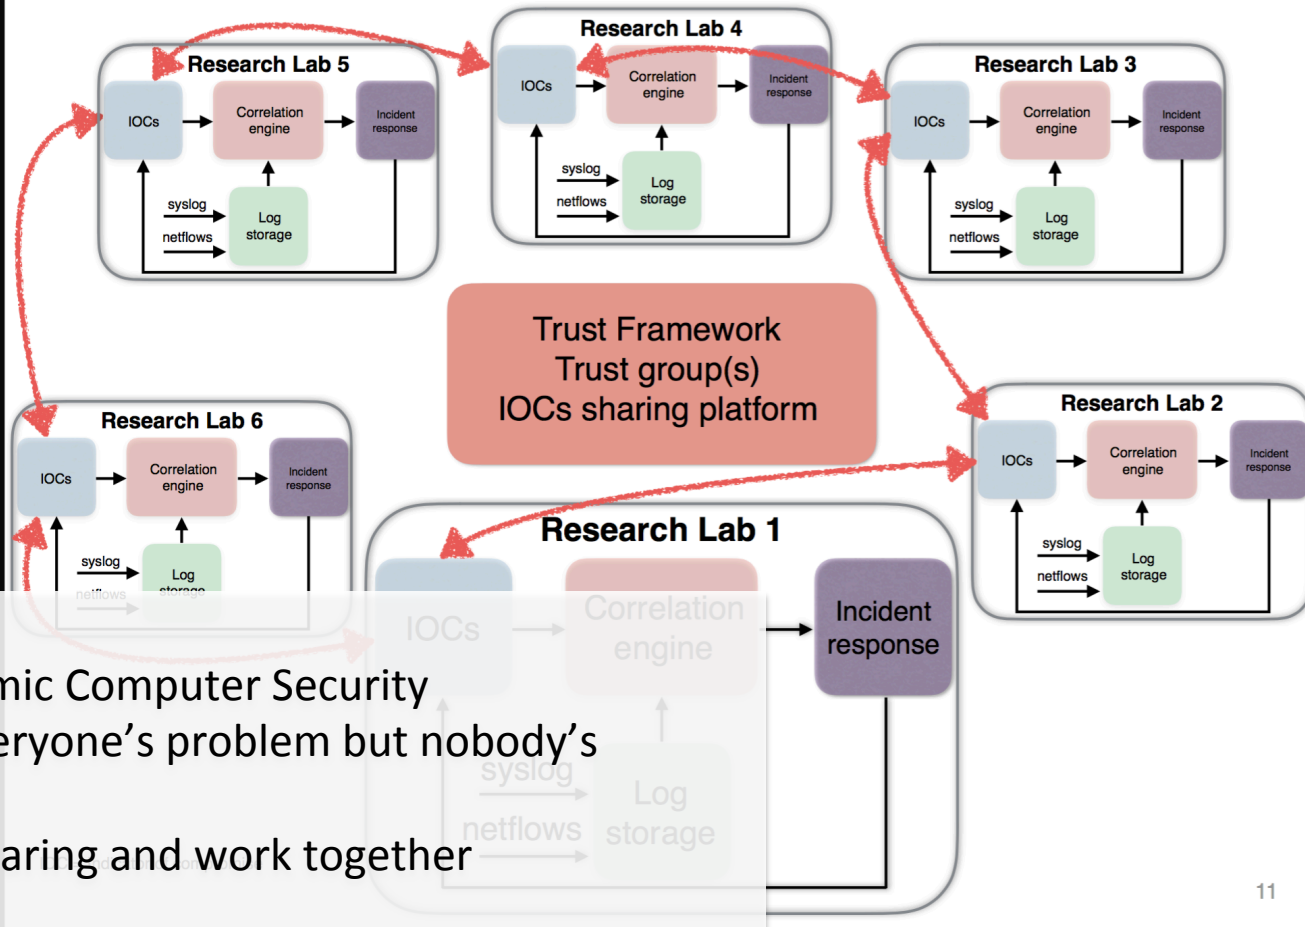 Research Lab 5
IOCs
Correlation
engine
Incident
response
syslog
netflows
Log
storage
Research Lab 4
IOCs
Correlation
engine
Incident
response
syslog
netflows
Log
storage
Research Lab 3
IOCs
Correlation
engine
Incident
response
syslog
netflows
Log
storage
Trust Framework
Trust group(s)
IOCs sharing platform
Research Lab 6
IOCs
Correlation
engine
Incident
response
syslog
netflows
Log
storage
Research Lab 2
IOCs
Correlation
engine
Incident
response
syslog
netflows
Log
storage
Research Lab 1
IOCs
Correlation
engine
Incident
response
syslog
netflows
Log
storage
mic Computer Security
eryone’s problem but nobody’s
aring and work together
11